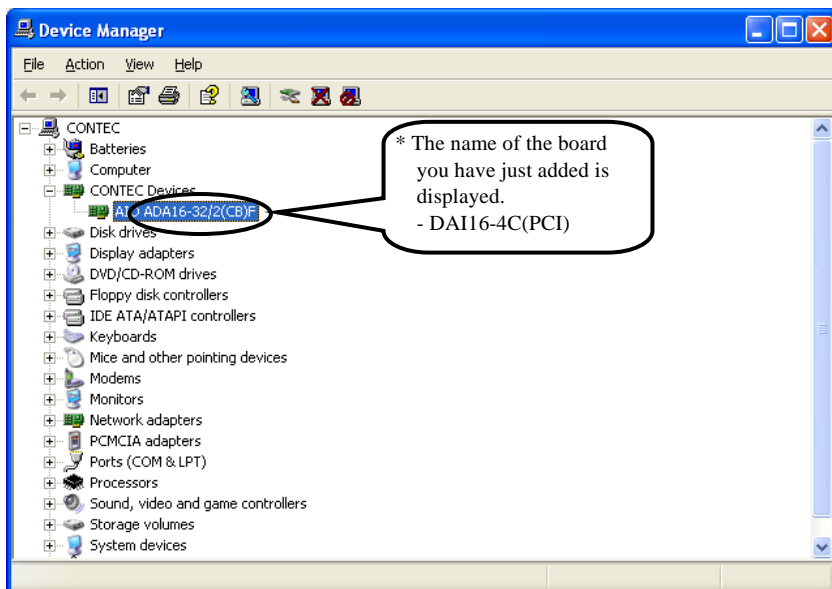 Device Manager
File Action View Help
CONTEC
Batteries
Computer
CONTEC Devices
AIO ADA16-32/2(CB)F
* The name of the board
you have just added is
displayed.
- DAI16-4C(PCI)
Disk drives
Display adapters
DVD/CD-ROM drives
Floppy disk controllers
IDE ATA/ATAPI controllers
Keyboards
Mice and other pointing devices
Modems
Monitors
Network adapters
PCMCIA adapters
Ports (COM & LPT)
Processors
Sound, video and game controllers
Storage volumes
System devices